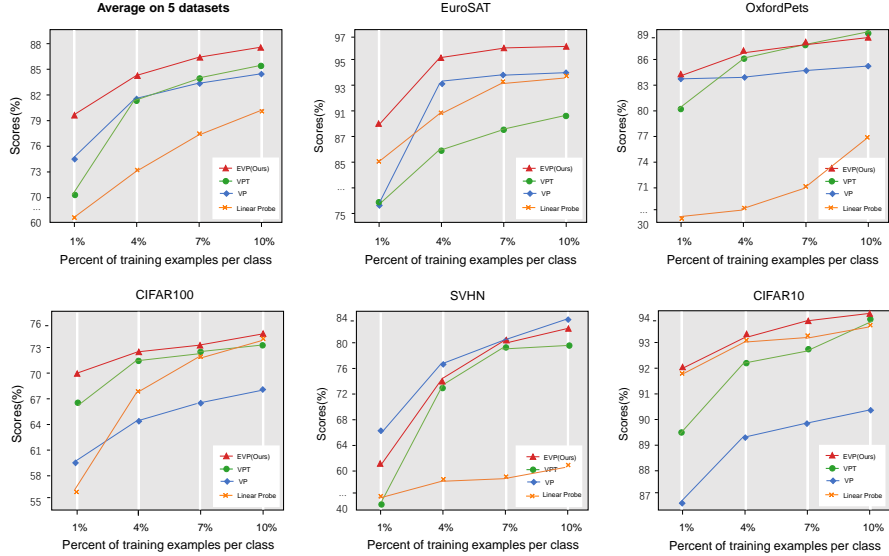 Average on 5 datasets
Scores(%)
88
85
82
79
76
73
70
...
60
EVP(Ours)
VPT
VP
Linear Probe
1% 4% 7% 10%
Percent of training examples per class
EuroSAT
Scores(%)
97
95
93
91
87
85
...
75
EVP(Ours)
VPT
VP
Linear Probe
1% 4% 7% 10%
Percent of training examples per class
OxfordPets
Scores(%)
89
86
83
80
77
74
71
...
30
EVP(Ours)
VPT
VP
Linear Probe
1% 4% 7% 10%
Percent of training examples per class
CIFAR100
Scores(%)
76
73
70
67
64
61
58
55
EVP(Ours)
VPT
VP
Linear Probe
1% 4% 7% 10%
Percent of training examples per class
SVHN
Scores(%)
84
80
76
72
68
64
60
...
40
EVP(Ours)
VPT
VP
Linear Probe
1% 4% 7% 10%
Percent of training examples per class
CIFAR10
Scores(%)
94
93
92
91
90
89
88
87
EVP(Ours)
VPT
VP
Linear Probe
1% 4% 7% 10%
Percent of training examples per class